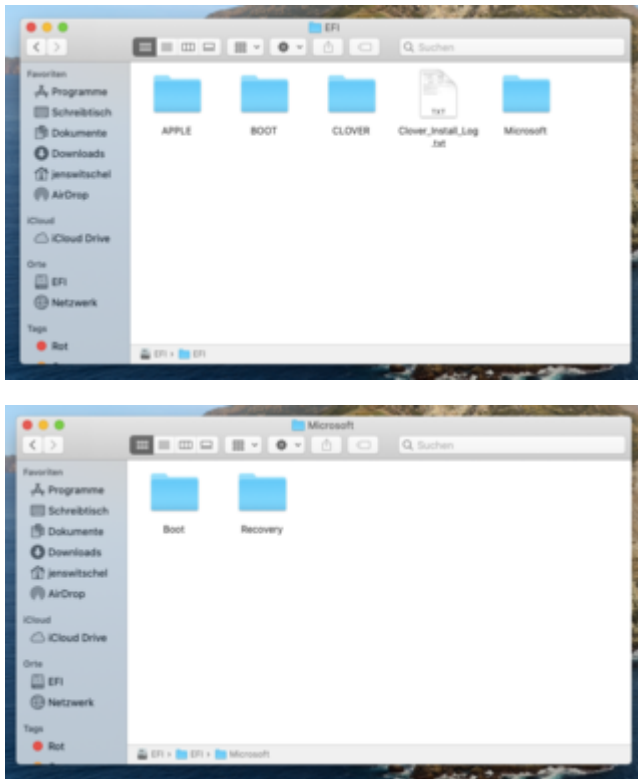 EFI
Suchen
Favoriten
Programme
Schreibtisch
Dokumente
Downloads
jenswitschel
AirDrop
iCloud
iCloud Drive
Orte
EFI
Netzwerk
Tags
Rot
APPLE
BOOT
CLOVER
TXT
Clover_Install_Log
.txt
Microsoft
EFI › EFI
Microsoft
Suchen
Favoriten
Programme
Schreibtisch
Dokumente
Downloads
jenswitschel
AirDrop
iCloud
iCloud Drive
Orte
EFI
Netzwerk
Tags
Rot
Boot
Recovery
EFI › EFI › Microsoft